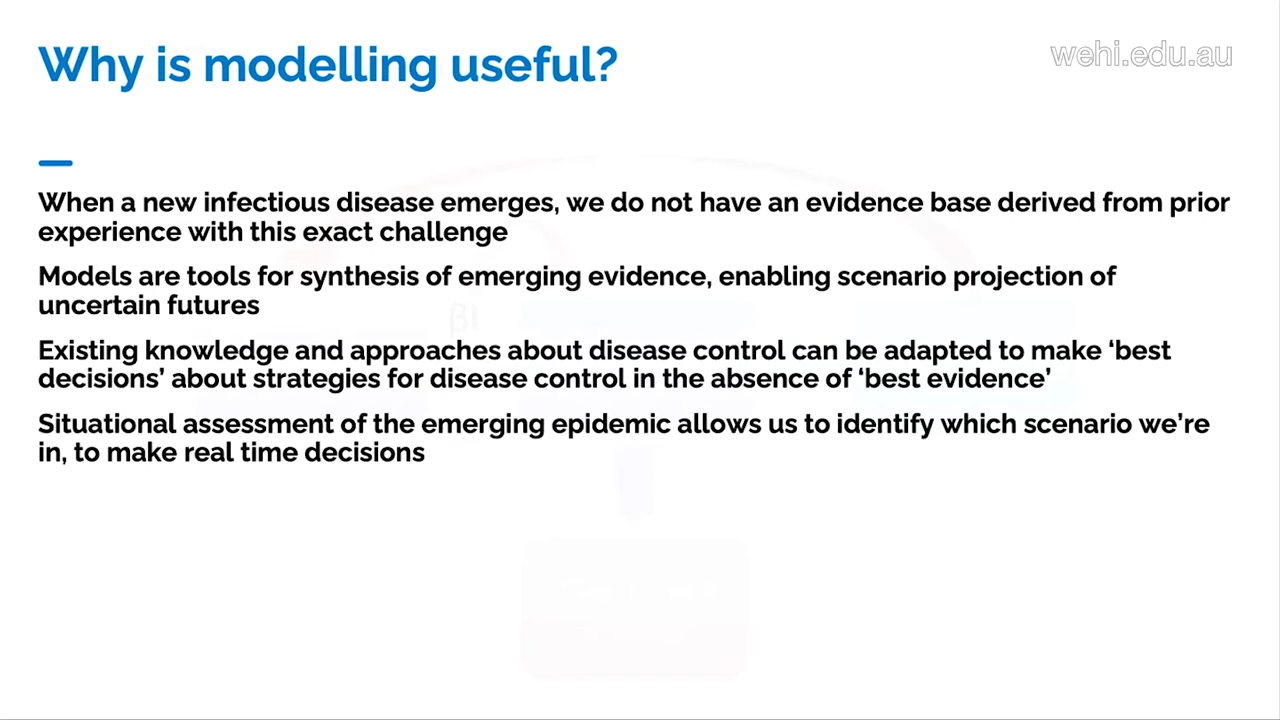 Why is modelling useful?
wehi.edu.au
When a new infectious disease emerges, we do not have an evidence base derived from prior
experience with this exact challenge
Models are tools for synthesis of emerging evidence, enabling scenario projection of
uncertain futures
βI
Existing knowledge and approaches about disease control can be adapted to make ‘best
decisions’ about strategies for disease control in the absence of ‘best evidence’
Situational assessment of the emerging epidemic allows us to identify which scenario we’re
in, to make real time decisions